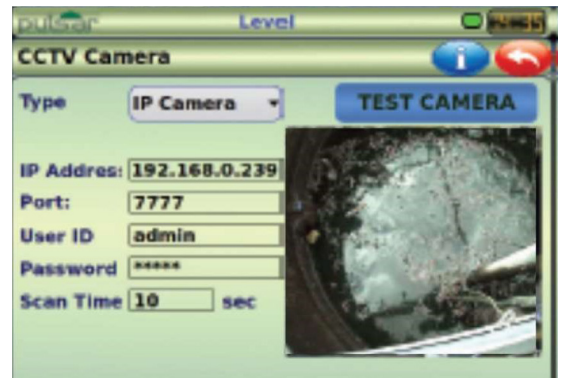 pulsar Level
CCTV Camera
Type IP Camera TEST CAMERA
IP Addres: 192.168.0.239
Port: 7777
User ID admin
Password *****
Scan Time 10 sec